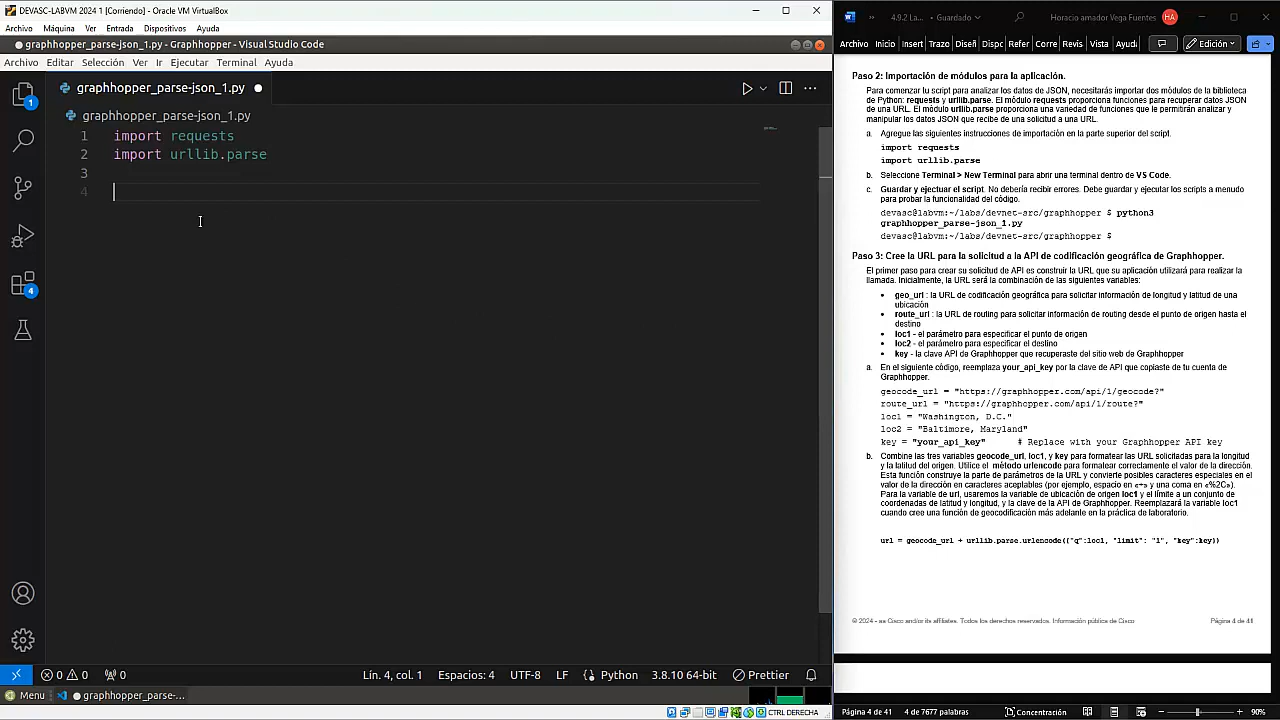 DEVASC-LABVM 2024 1 [Corriendo] - Oracle VM VirtualBox
Archivo Máquina Ver Entrada Dispositivos Ayuda
graphhopper_parse-json_1.py - Graphhopper - Visual Studio Code
Archivo Editar Selección Ver Ir Ejecutar Terminal Ayuda
graphhopper_parse-json_1.py
graphhopper_parse-json_1.py
1 import requests
2 import urllib.parse
3
4
1
4
0 0 0 Lín. 4, col. 1 Espacios: 4 UTF-8 LF Python 3.8.10 64-bit Prettier
Menu graphhopper_parse-...
CTRL DERECHA
4.9.2 La... • Guardado Horacio amador Vega Fuentes HA
Archivo Inicio Insert Trazo Diseñ Dispc Refer Corre Revis Vista Ayuda Edición
Paso 2: Importación de módulos para la aplicación.
Para comenzar tu script para analizar los datos de JSON, necesitarás importar dos módulos de la biblioteca
de Python: requests y urllib.parse. El módulo requests proporciona funciones para recuperar datos JSON
de una URL. El módulo urllib.parse proporciona una variedad de funciones que le permitirán analizar y
manipular los datos JSON que recibe de una solicitud a una URL.
a. Agregue las siguientes instrucciones de importación en la parte superior del script.
import requests
import urllib.parse
b. Seleccione Terminal > New Terminal para abrir una terminal dentro de VS Code.
c. Guardar y ejectuar el script. No debería recibir errores. Debe guardar y ejecutar los scripts a menudo
para probar la funcionalidad del código.
devasc@labvm:~/labs/devnet-src/graphhopper $ python3
graphhopper_parse-json_1.py
devasc@labvm:~/labs/devnet-src/graphhopper $
Paso 3: Cree la URL para la solicitud a la API de codificación geográfica de Graphhopper.
El primer paso para crear su solicitud de API es construir la URL que su aplicación utilizará para realizar la
llamada. Inicialmente, la URL será la combinación de las siguientes variables:
• geo_url : la URL de codificación geográfica para solicitar información de longitud y latitud de una
ubicación
• route_url : la URL de routing para solicitar información de routing desde el punto de origen hasta el
destino
• loc1 - el parámetro para especificar el punto de origen
• loc2 - el parámetro para especificar el destino
• key - la clave API de Graphhopper que recuperaste del sitio web de Graphhopper
a. En el siguiente código, reemplaza your_api_key por la clave de API que copiaste de tu cuenta de
Graphhopper.
geocode_url = "https://graphhopper.com/api/1/geocode?"
route_url = "https://graphhopper.com/api/1/route?"
loc1 = "Washington, D.C."
loc2 = "Baltimore, Maryland"
key = "your_api_key" # Replace with your Graphhopper API key
b. Combine las tres variables geocode_url, loc1, y key para formatear las URL solicitadas para la longitud
y la latitud del origen. Utilice el método urlencode para formatear correctamente el valor de la dirección.
Esta función construye la parte de parámetros de la URL y convierte posibles caracteres especiales en el
valor de la dirección en caracteres aceptables (por ejemplo, espacio en «+» y una coma en «%2C»).
Para la variable de url, usaremos la variable de ubicación de origen loc1 y el límite a un conjunto de
coordenadas de latitud y longitud, y la clave de la API de Graphhopper. Reemplazará la variable loc1
cuando cree una función de geocodificación más adelante en la práctica de laboratorio.
url = geocode_url + urllib.parse.urlencode({"q":loc1, "limit": "1", "key":key})
© 2024 - aa Cisco and/or its affiliates. Todos los derechos reservados. Información pública de Cisco Página 4 de 41
Página 4 de 41 4 de 7677 palabras Concentración 90%